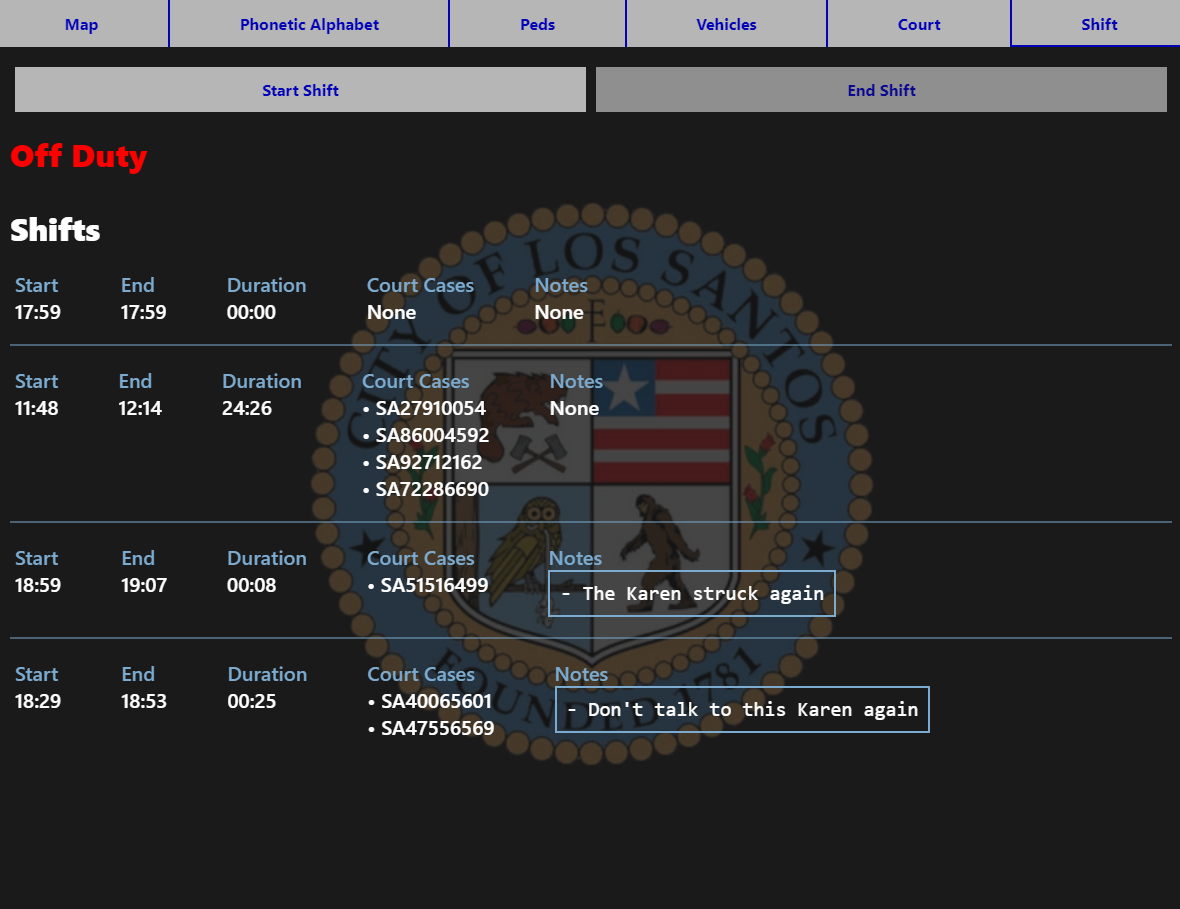 Map Phonetic Alphabet Peds Vehicles Court Shift
Start Shift End Shift
Off Duty
Shifts
CITY OF LOS SANTOS
FOUNDED 1781
Start End Duration Court Cases Notes
17:59 17:59 00:00 None None
Start End Duration Court Cases Notes
11:48 12:14 24:26 • SA27910054 None
• SA86004592
• SA92712162
• SA72286690
Start End Duration Court Cases Notes
18:59 19:07 00:08 • SA51516499 - The Karen struck again
Start End Duration Court Cases Notes
18:29 18:53 00:25 • SA40065601 - Don't talk to this Karen again
• SA47556569